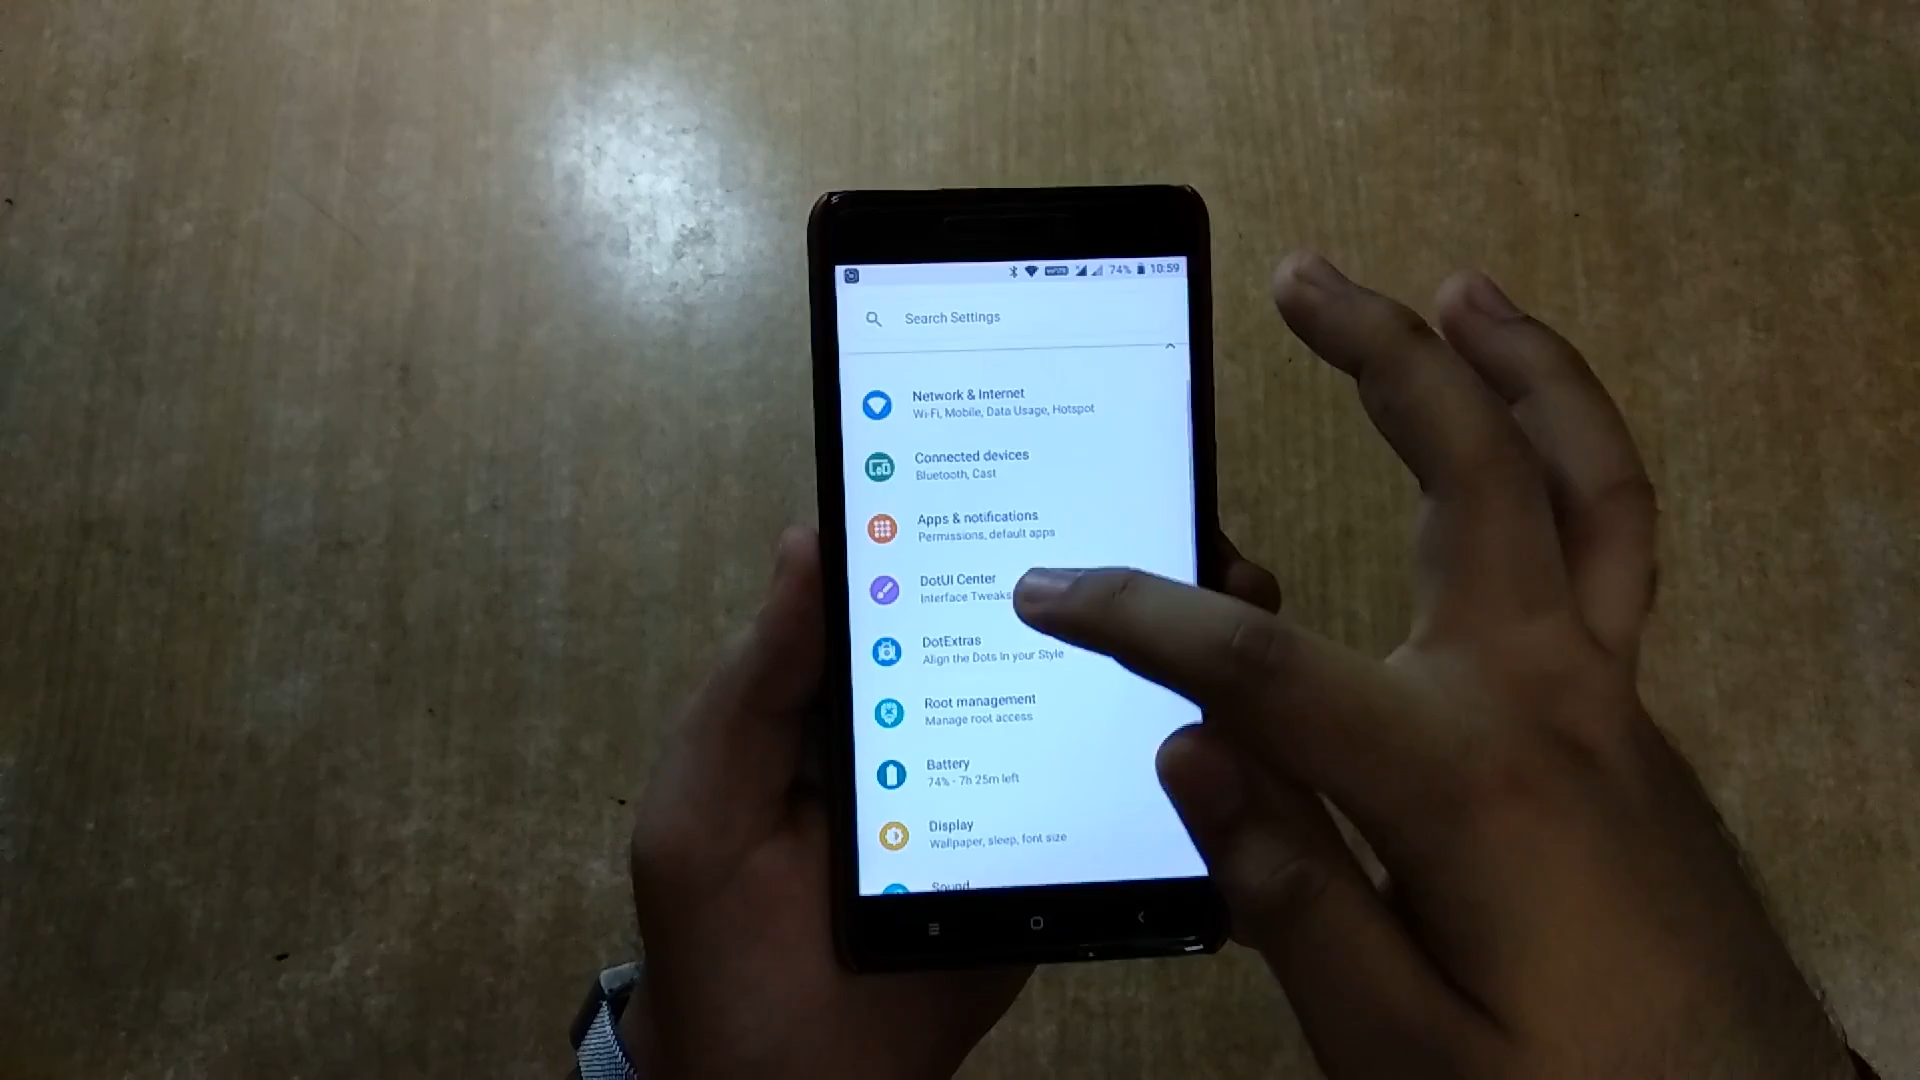 74% 10:59
Search Settings
Network & Internet
Wi-Fi, Mobile, Data Usage, Hotspot
Connected devices
Bluetooth, Cast
Apps & notifications
Permissions, default apps
DotUI Center
Interface Tweaks
DotExtras
Align the Dots in your Style
Root management
Manage root access
Battery
74% - 7h 25m left
Display
Wallpaper, sleep, font size
Sound